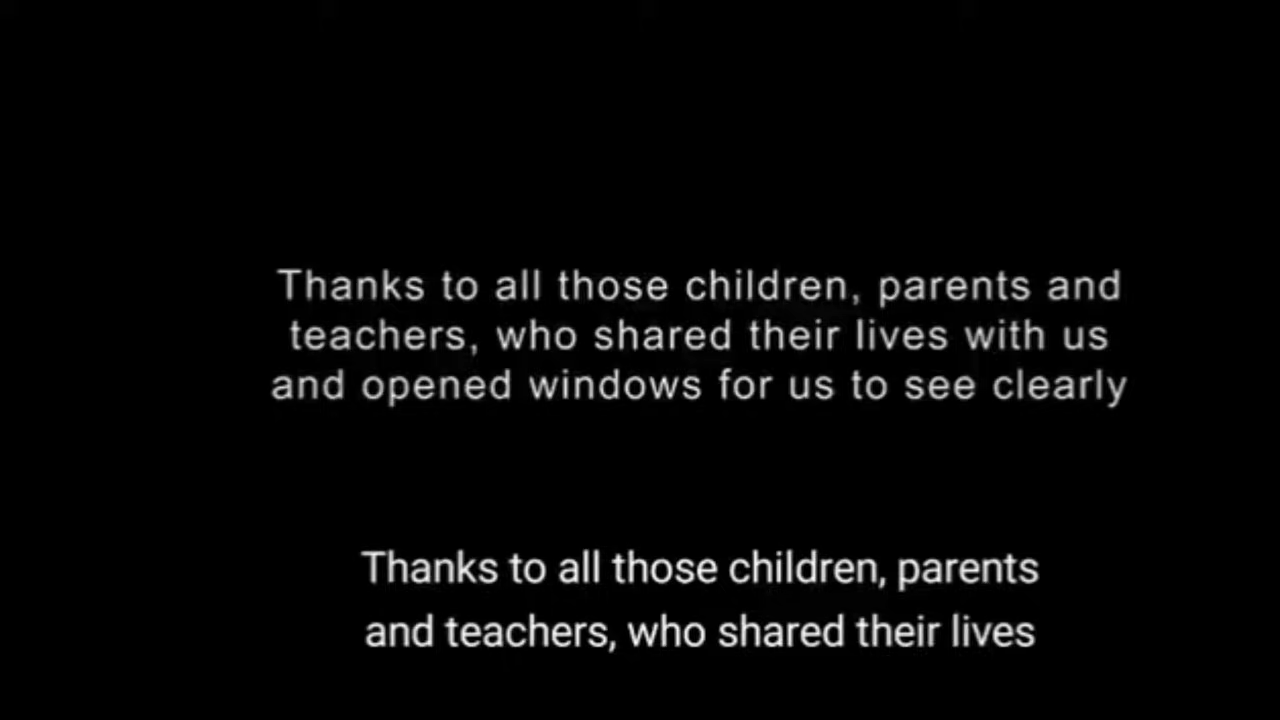 Thanks to all those children, parents and
teachers, who shared their lives with us
and opened windows for us to see clearly
Thanks to all those children, parents
and teachers, who shared their lives